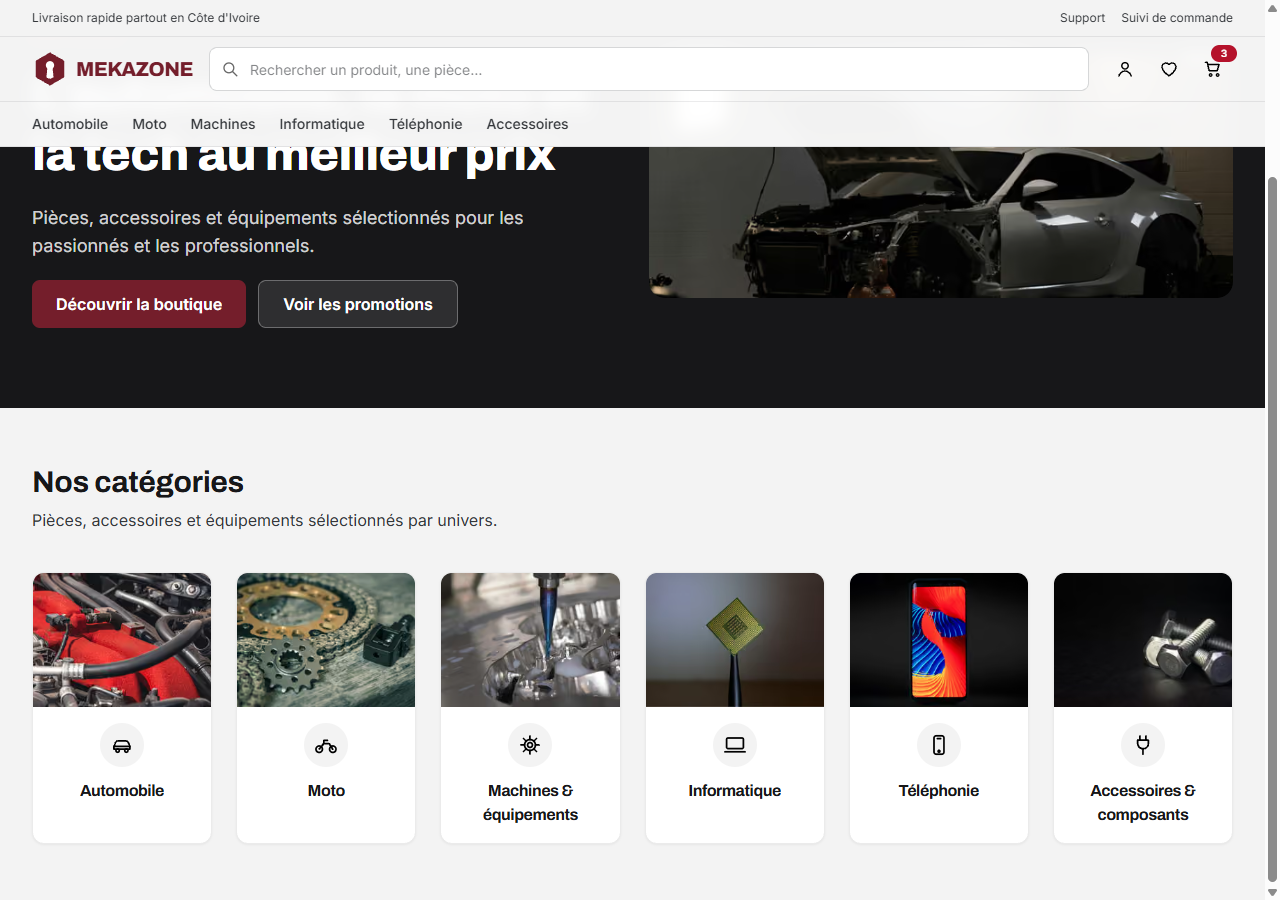 Livraison rapide partout en Côte d'Ivoire
Support
Suivi de commande
MEKAZONE
Rechercher un produit, une pièce...
3
Automobile
Moto
Machines
Informatique
Téléphonie
Accessoires
la tech au meilleur prix
Pièces, accessoires et équipements sélectionnés pour les
passionnés et les professionnels.
Découvrir la boutique
Voir les promotions
Nos catégories
Pièces, accessoires et équipements sélectionnés par univers.
Automobile
Moto
Machines &
équipements
Informatique
Téléphonie
Accessoires &
composants